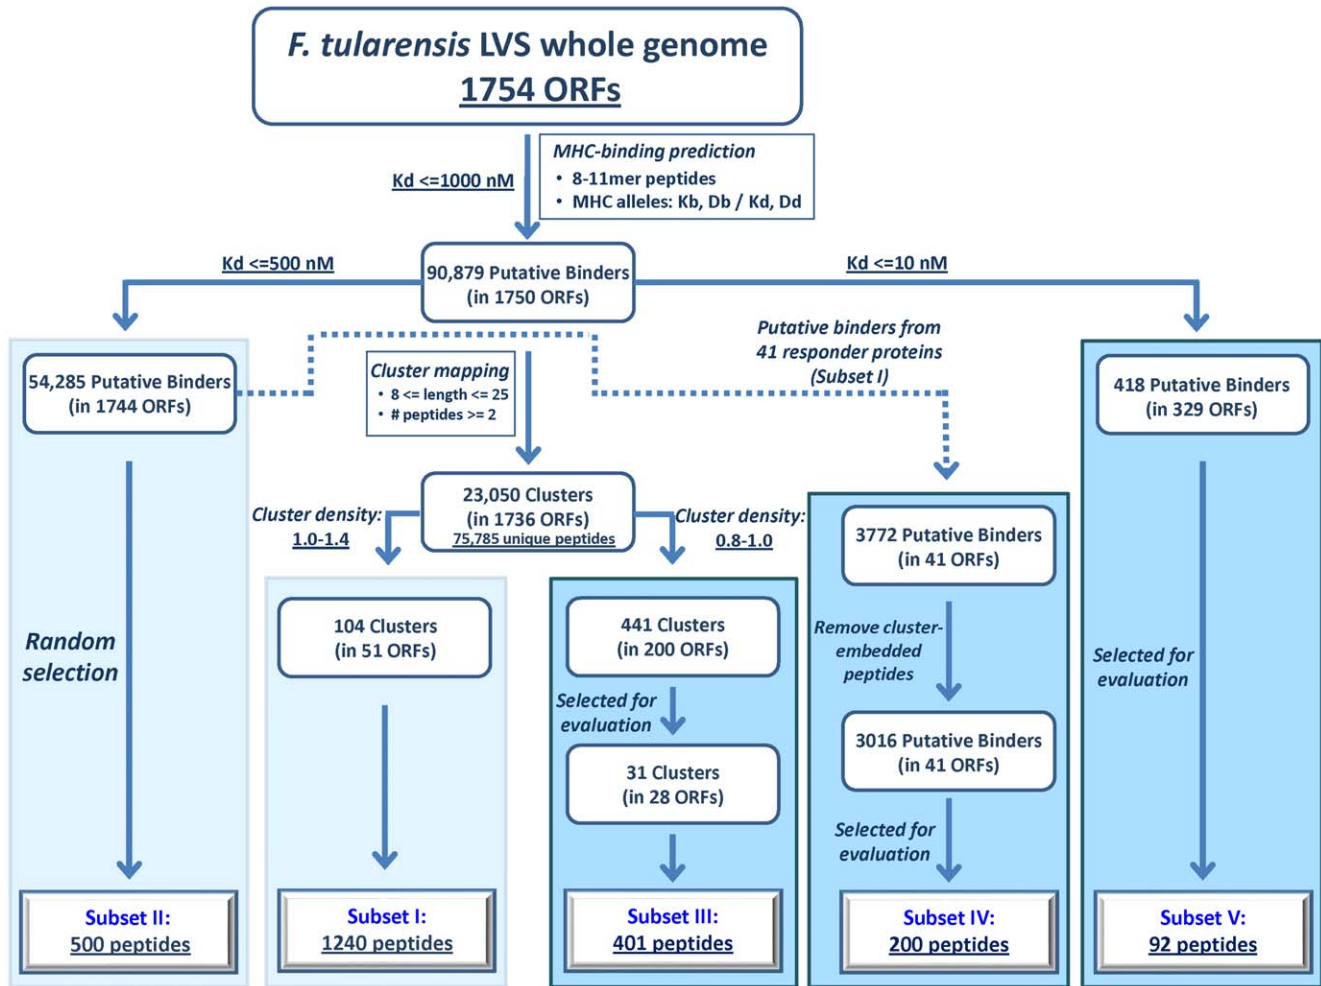 F. tularensis LVS whole genome
1754 ORFs
Kd <=1000 nM
MHC-binding prediction
• 8-11mer peptides
• MHC alleles: Kb, Db / Kd, Dd
Kd <=500 nM
90,879 Putative Binders
(in 1750 ORFs)
Kd <=10 nM
54,285 Putative Binders
(in 1744 ORFs)
Cluster mapping
• 8 <= length <= 25
• # peptides >= 2
Putative binders from
41 responder proteins
(Subset I)
418 Putative Binders
(in 329 ORFs)
Cluster density:
1.0-1.4
23,050 Clusters
(in 1736 ORFs)
75,785 unique peptides
Cluster density:
0.8-1.0
3772 Putative Binders
(in 41 ORFs)
Random
selection
104 Clusters
(in 51 ORFs)
441 Clusters
(in 200 ORFs)
Remove cluster-
embedded
peptides
Selected for
evaluation
Selected for
evaluation
31 Clusters
(in 28 ORFs)
3016 Putative Binders
(in 41 ORFs)
Selected for
evaluation
Subset II:
500 peptides
Subset I:
1240 peptides
Subset III:
401 peptides
Subset IV:
200 peptides
Subset V:
92 peptides